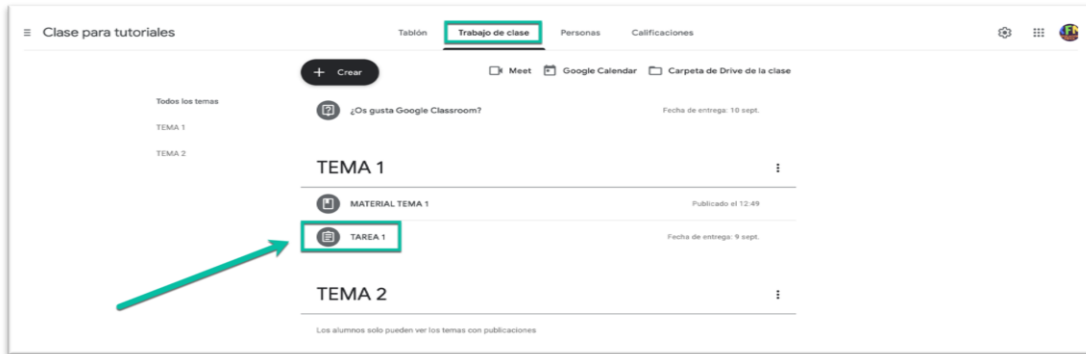 Clase para tutoriales
Tablón Trabajo de clase Personas Calificaciones
+ Crear
Meet Google Calendar Carpeta de Drive de la clase
Todos los temas
TEMA 1
TEMA 2
¿Os gusta Google Classroom? Fecha de entrega: 10 sept.
TEMA 1
MATERIAL TEMA 1 Publicado el 12:49
TAREA 1 Fecha de entrega: 9 sept.
TEMA 2
Los alumnos solo pueden ver los temas con publicaciones